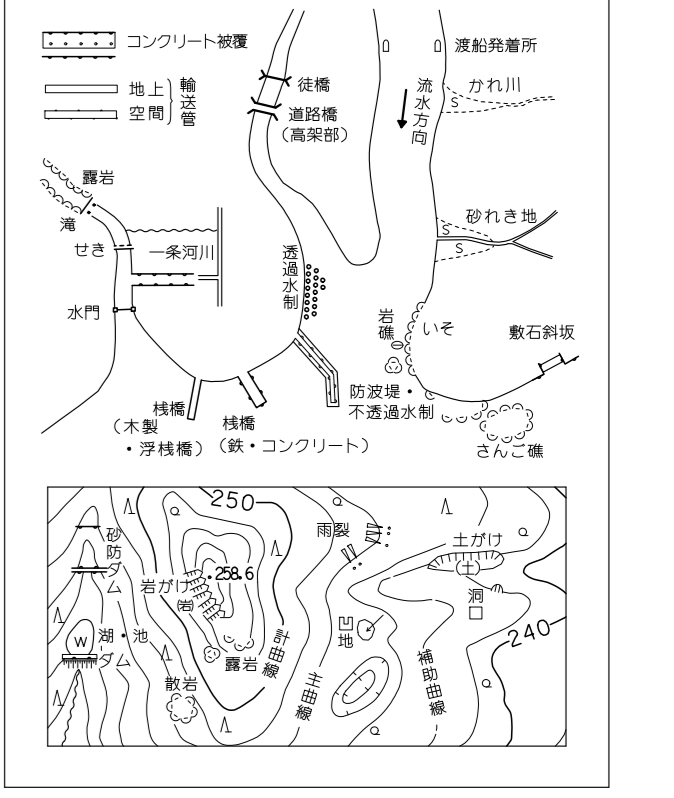 コンクリート被覆
地上
空間
輸送管
徒橋
道路橋
(高架部)
渡船発着所
流水方向
かれ川
S
露岩
滝
せき
一条河川
水門
透過水制
砂れき地
S
S
岩礁
いそ
敷石斜坂
防波堤・
不透過水制
さんご礁
桟橋
(木製
・浮桟橋)
桟橋
(鉄・コンクリート)
250
砂防ダム
岩がけ
(岩)
258.6
雨裂
土がけ
(土)
洞口
凹地
湖・池
W
ダム
散岩
露岩
計曲線
主曲線
補助曲線
240